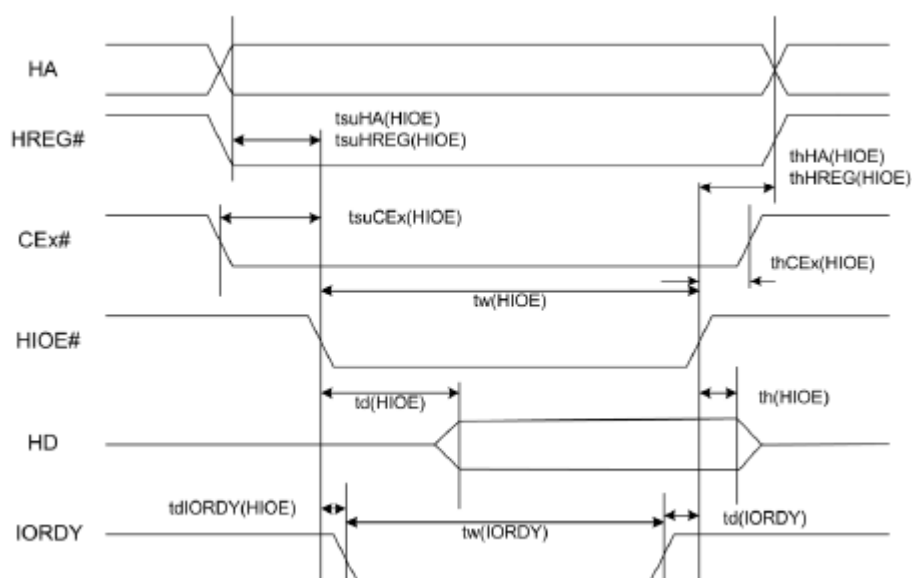 HA
HREG#
tsuHA(HIOE)
tsuHREG(HIOE)
thHA(HIOE)
thHREG(HIOE)
CEx#
tsuCEx(HIOE)
thCEx(HIOE)
tw(HIOE)
HIOE#
td(HIOE)
th(HIOE)
HD
tdIORDY(HIOE)
IORDY
tw(IORDY)
td(IORDY)